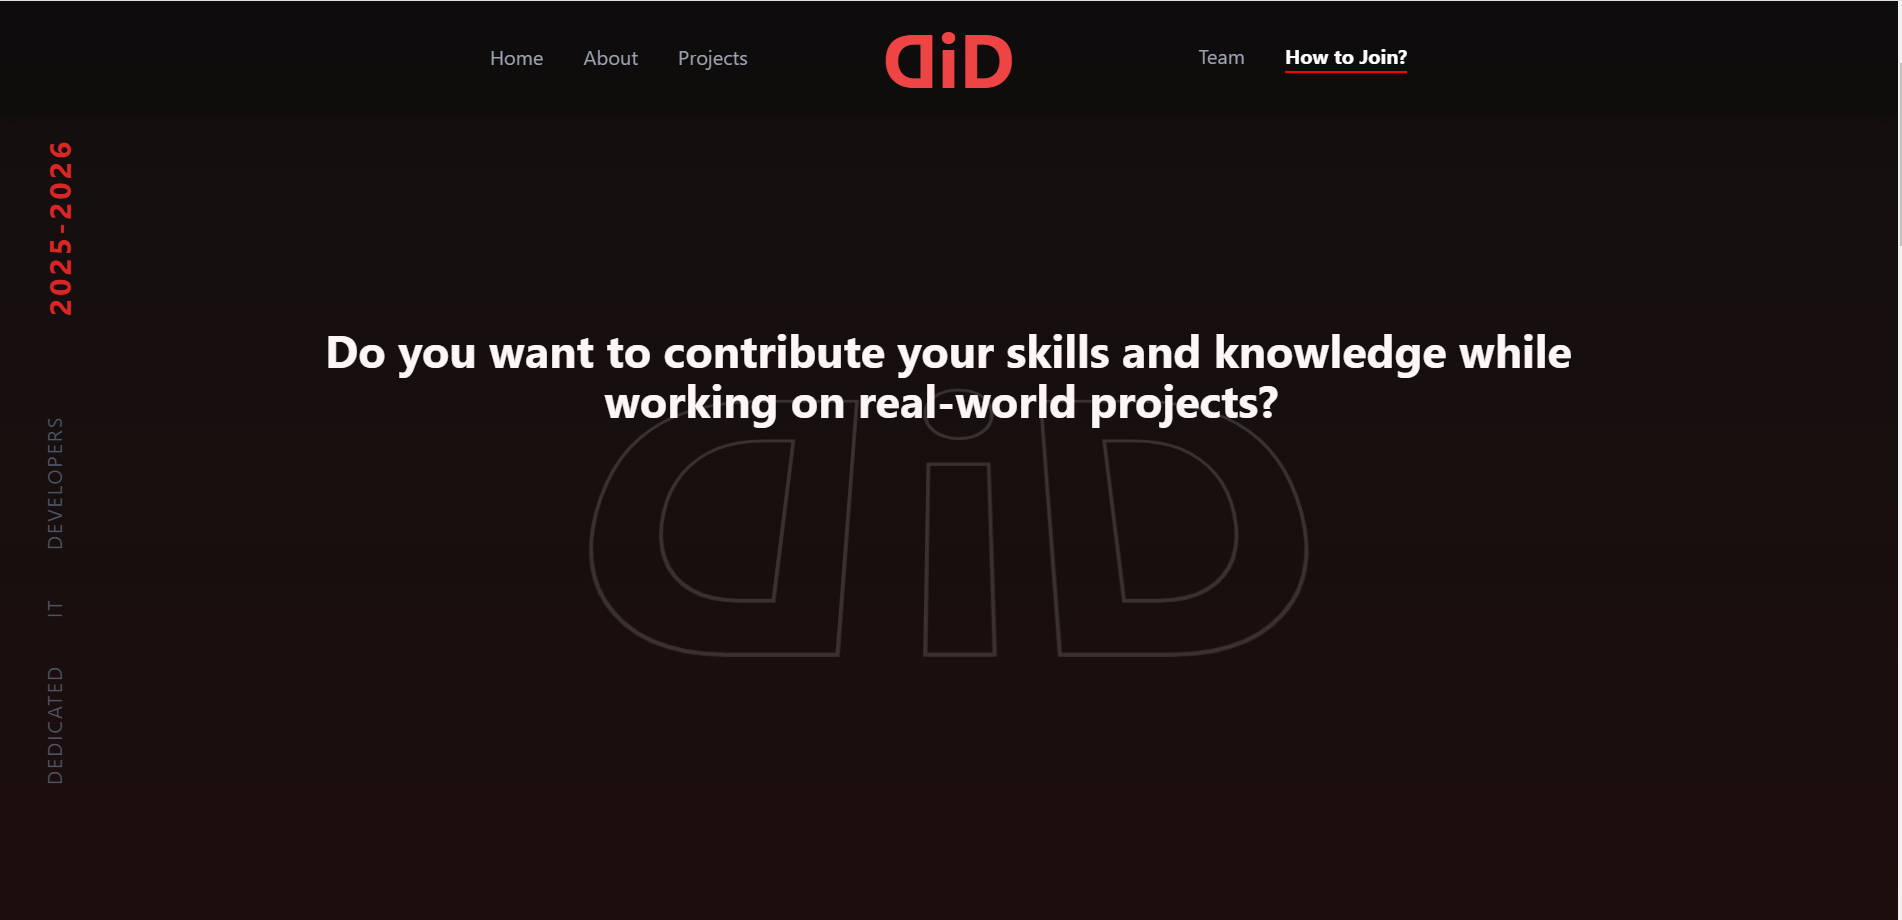 Home
About
Projects
DiD
Team
How to Join?
2025-2026
Do you want to contribute your skills and knowledge while
working on real-world projects?
DiD
DEDICATED IT DEVELOPERS